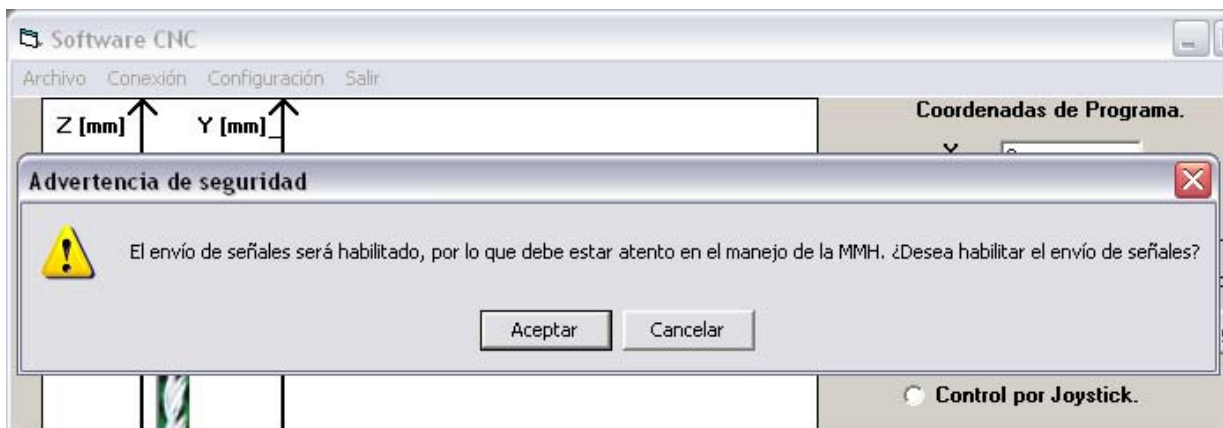 Software CNC
Archivo Conexión Configuración Salir
Z [mm] Y [mm]
Coordenadas de Programa.
X
Advertencia de seguridad
El envío de señales será habilitado, por lo que debe estar atento en el manejo de la MMH. ¿Desea habilitar el envío de señales?
Aceptar Cancelar
Control por Joystick.